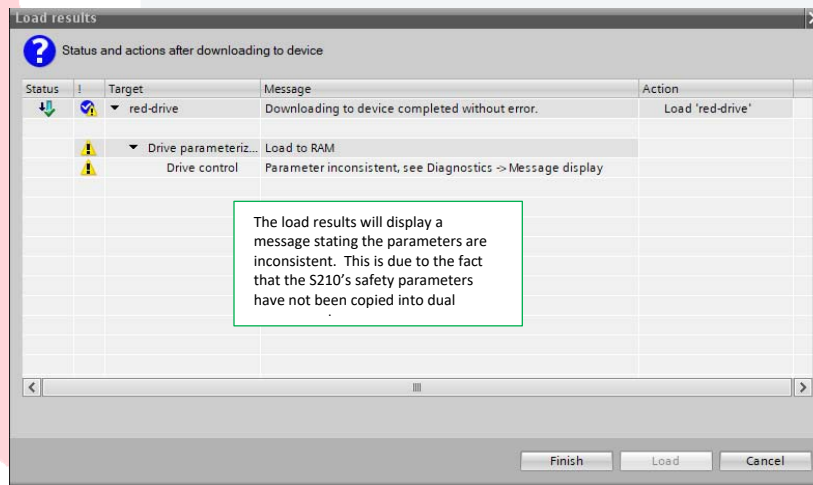 Load results
Status and actions after downloading to device
Status ! Target Message Action
red-drive Downloading to device completed without error. Load 'red-drive'
Drive parameteriz... Load to RAM
Drive control Parameter inconsistent, see Diagnostics -> Message display
The load results will display a
message stating the parameters are
inconsistent. This is due to the fact
that the S210's safety parameters
have not been copied into dual
Finish Load Cancel